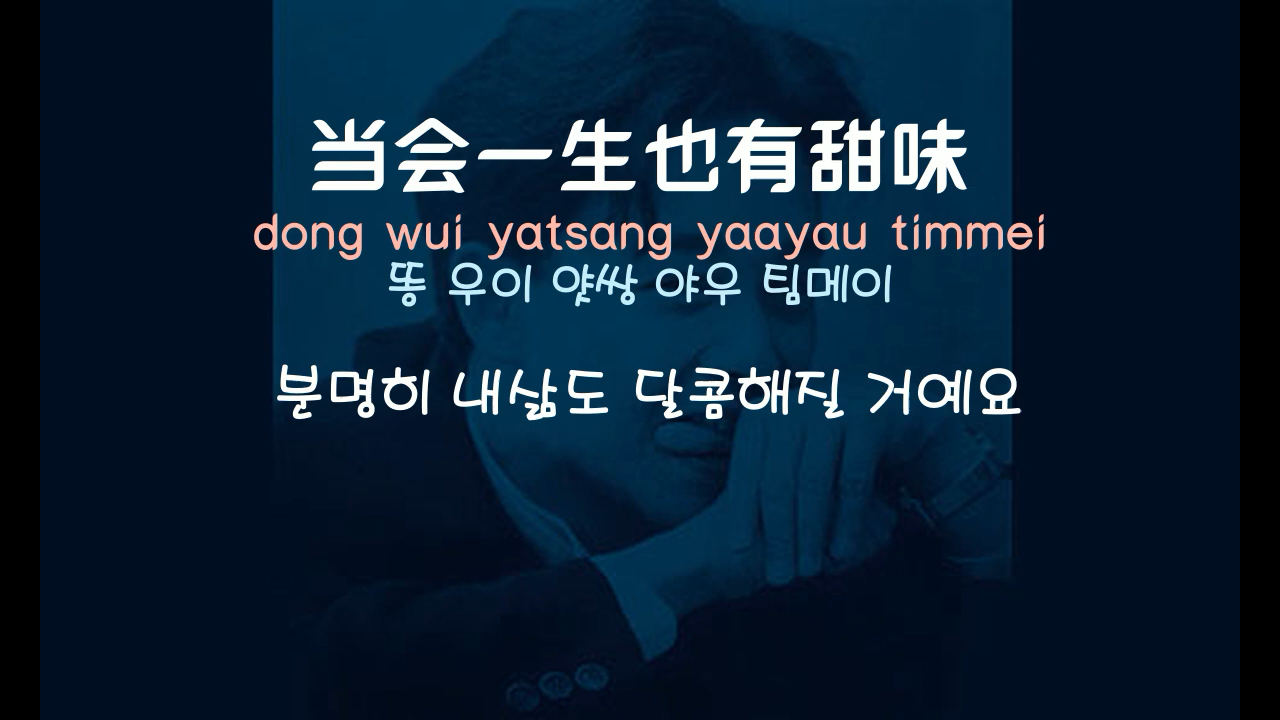 当会一生也有甜味
dong wui yatsang yaayau timmei
똥 우이 얏쌍 야우 팀메이
분명히 내삶도 달콤해질 거예요